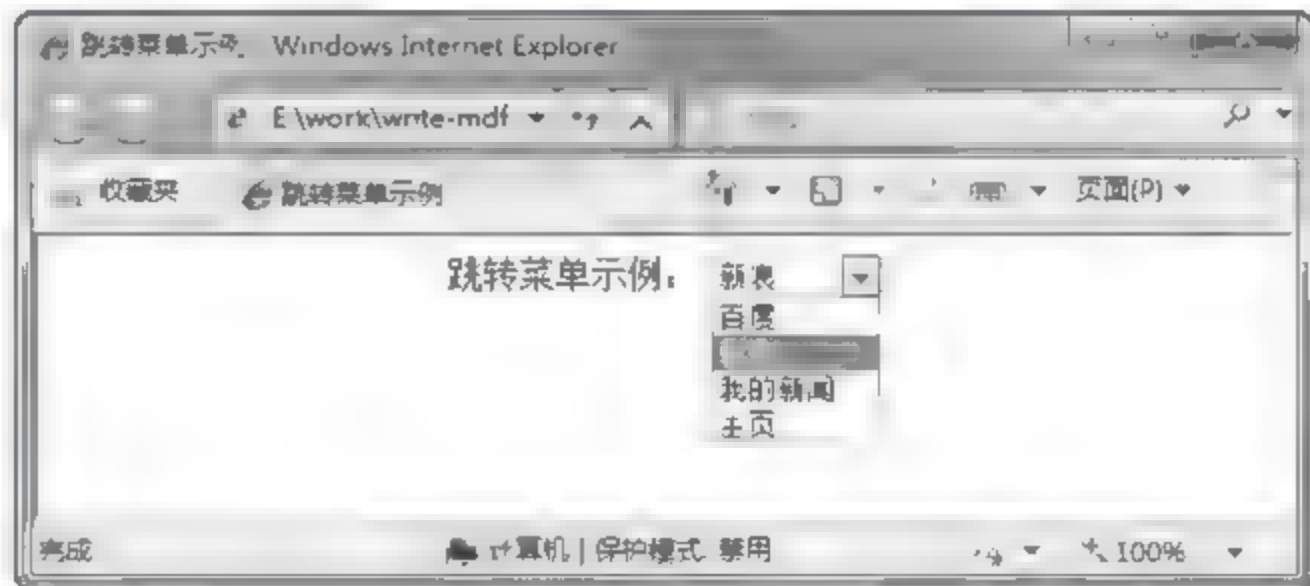 跳转菜单示例 Windows Internet Explorer
E \work\write-mdf
收藏夹 跳转菜单示例 页面(P)
跳转菜单示例: 新浪
百度
我的新闻
主页
完成 计算机 | 保护模式 禁用 100%